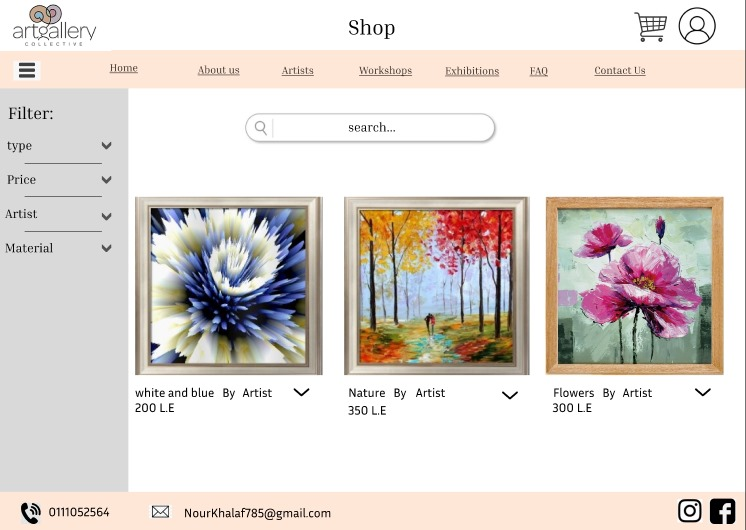 artgallery
COLLECTIVE
Shop
Home About us Artists Workshops Exhibitions FAQ Contact Us
Filter:
type
Price
Artist
Material
search...
white and blue By Artist
200 L.E
Nature By Artist
350 L.E
Flowers By Artist
300 L.E
0111052564
NourKhalaf785@gmail.com